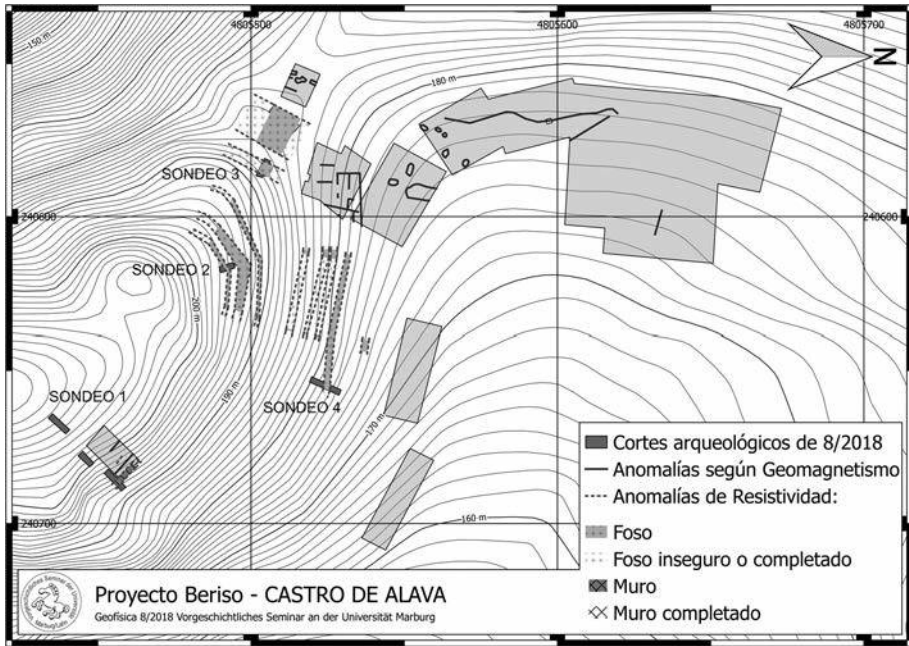 4805500
4805600
4805700
150 m
180 m
N
SONDEO 3
240600
240600
SONDEO 2
200 m
SONDEO 1
190 m
SONDEO 4
170 m
240700
160 m
Cortes arqueológicos de 8/2018
Anomalías según Geomagnetismo
Anomalías de Resistividad:
Foso
Foso inseguro o completado
Muro
Muro completado
Proyecto Beriso - CASTRO DE ALAVA
Geofísica 8/2018 Vorgeschichtliches Seminar an der Universität Marburg